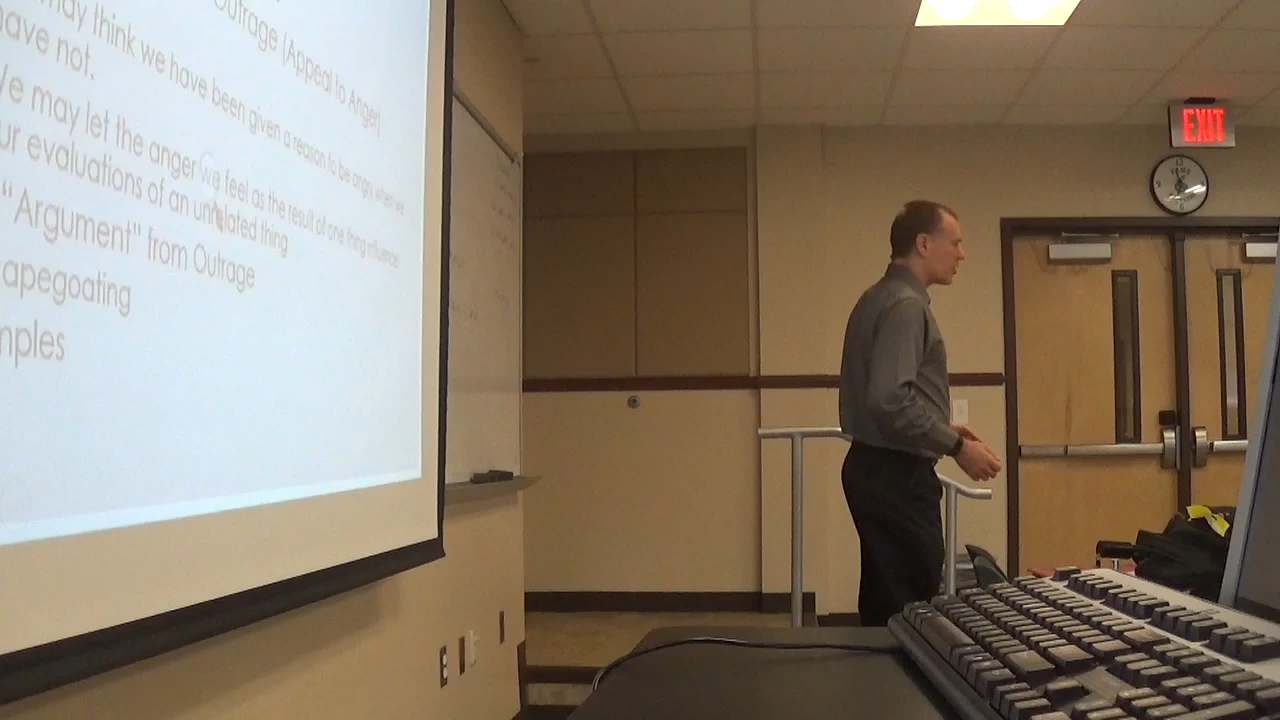 Outrage (Appeal to Anger)
may think we have been given a reason to be angry when we
have not.
We may let the anger we feel as the result of one thing influence
our evaluations of an unrelated thing
"Argument" from Outrage
capegoating
mples
EXIT